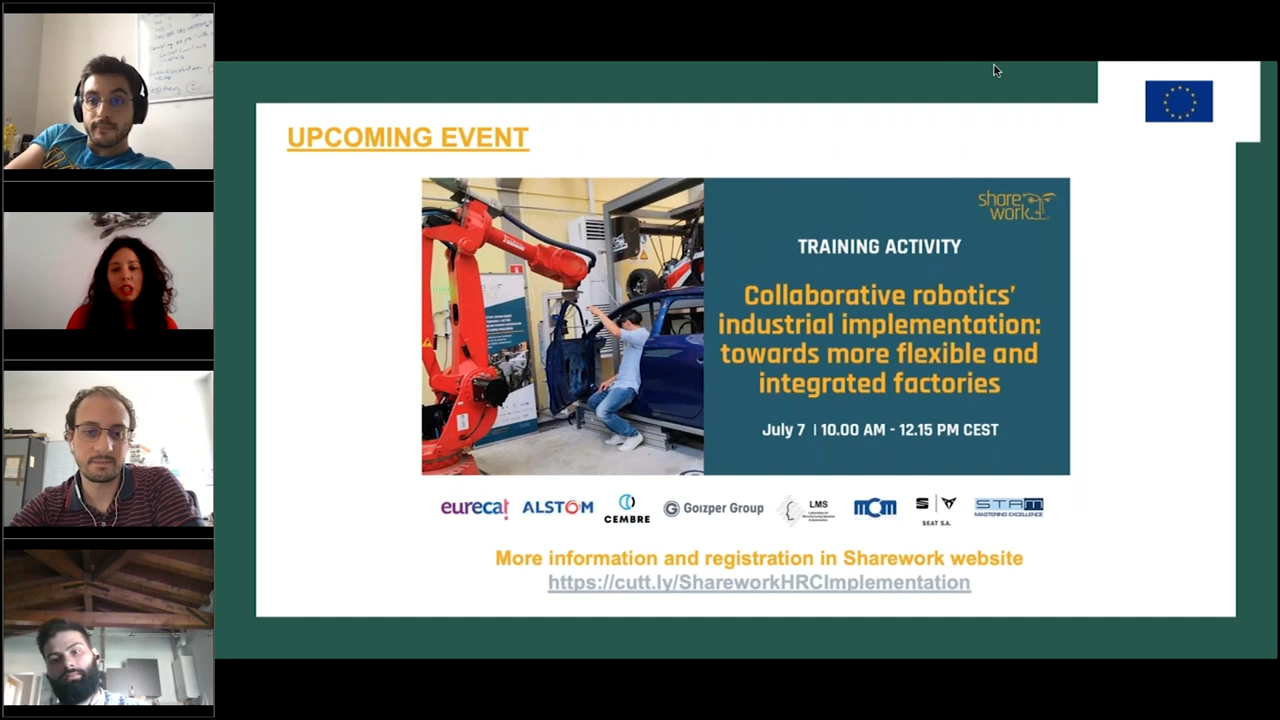 UPCOMING EVENT
share
work
TRAINING ACTIVITY
Collaborative robotics'
industrial implementation:
towards more flexible and
integrated factories
July 7 | 10.00 AM - 12.15 PM CEST
eurecat
ALSTOM
CEMBRE
Goizper Group
LMS
mcm
SEAT S.A.
STAM
MASTERING EXCELLENCE
More information and registration in Sharework website
https://cutt.ly/ShareworkHRCImplementation